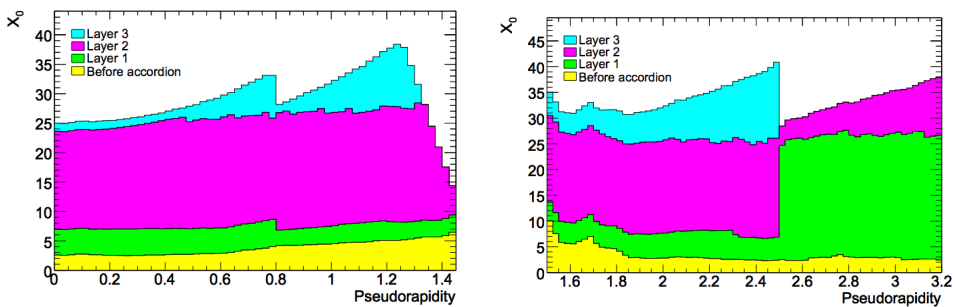 X0
40
35
30
25
20
15
10
5
0
Layer 3
Layer 2
Layer 1
Before accordion
0 0.2 0.4 0.6 0.8 1 1.2 1.4
Pseudorapidity
X0
45
40
35
30
25
20
15
10
5
0
Layer 3
Layer 2
Layer 1
Before accordion
1.6 1.8 2 2.2 2.4 2.6 2.8 3 3.2
Pseudorapidity